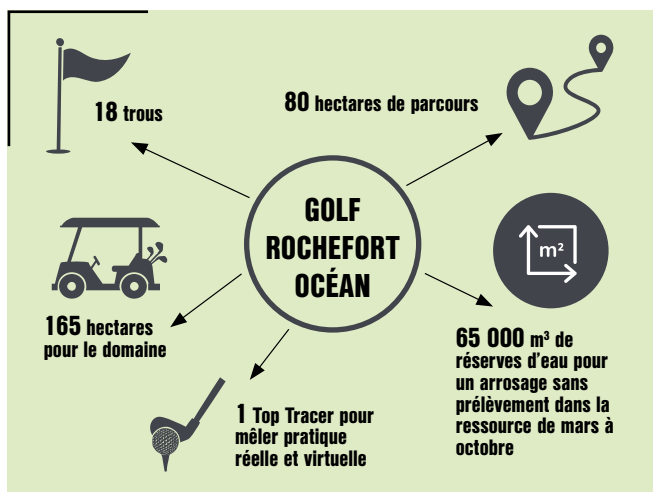 18 trous
80 hectares de parcours
GOLF
ROCHEFORT
OCÉAN
m²
165 hectares
pour le domaine
65 000 m³ de
réserves d'eau pour
un arrosage sans
prélèvement dans la
ressource de mars à
octobre
1 Top Tracer pour
mêler pratique
réelle et virtuelle